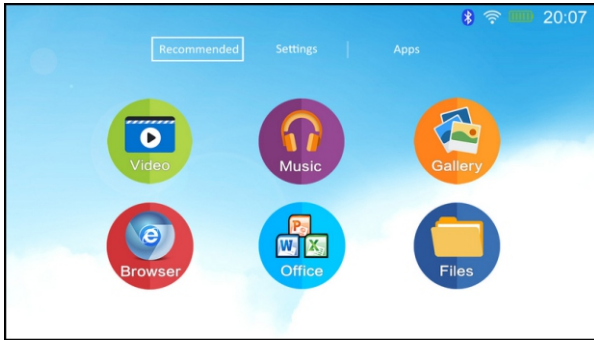 20:07
Recommended Settings Apps
Video Music Gallery
P
W X
Browser Office Files